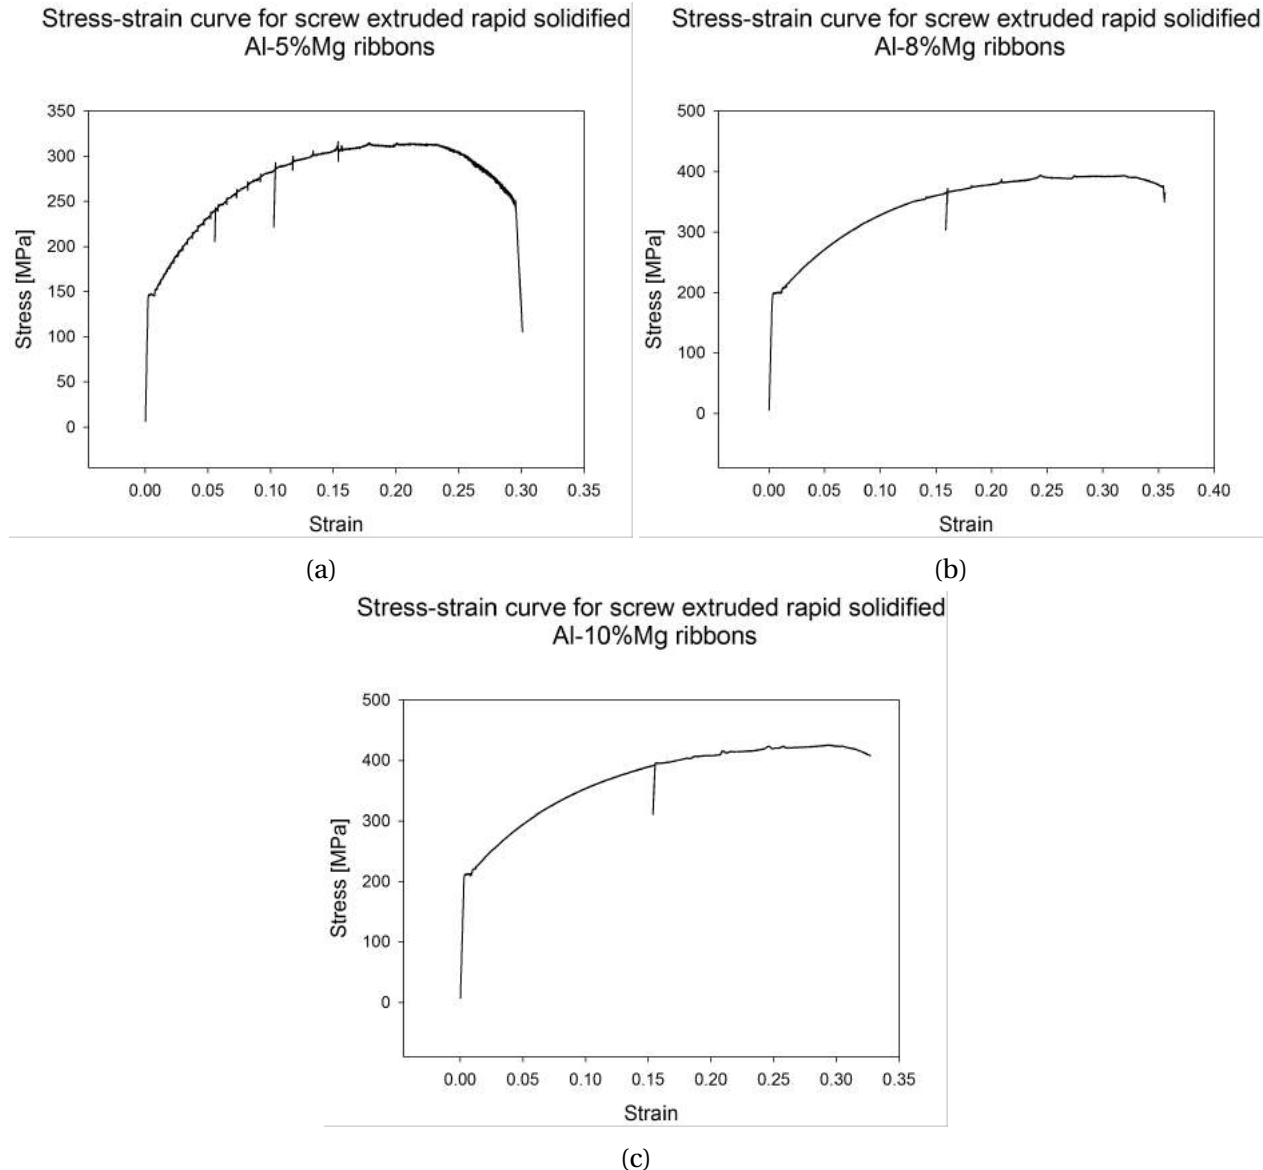 Stress-strain curve for screw extruded rapid solidified
Al-5%Mg ribbons
350
300
250
200
150
100
50
0
Stress [MPa]
0.00 0.05 0.10 0.15 0.20 0.25 0.30 0.35
Strain
(a)
Stress-strain curve for screw extruded rapid solidified
Al-8%Mg ribbons
500
400
300
200
100
0
Stress [MPa]
0.00 0.05 0.10 0.15 0.20 0.25 0.30 0.35 0.40
Strain
(b)
Stress-strain curve for screw extruded rapid solidified
Al-10%Mg ribbons
500
400
300
200
100
0
Stress [MPa]
0.00 0.05 0.10 0.15 0.20 0.25 0.30 0.35
Strain
(c)